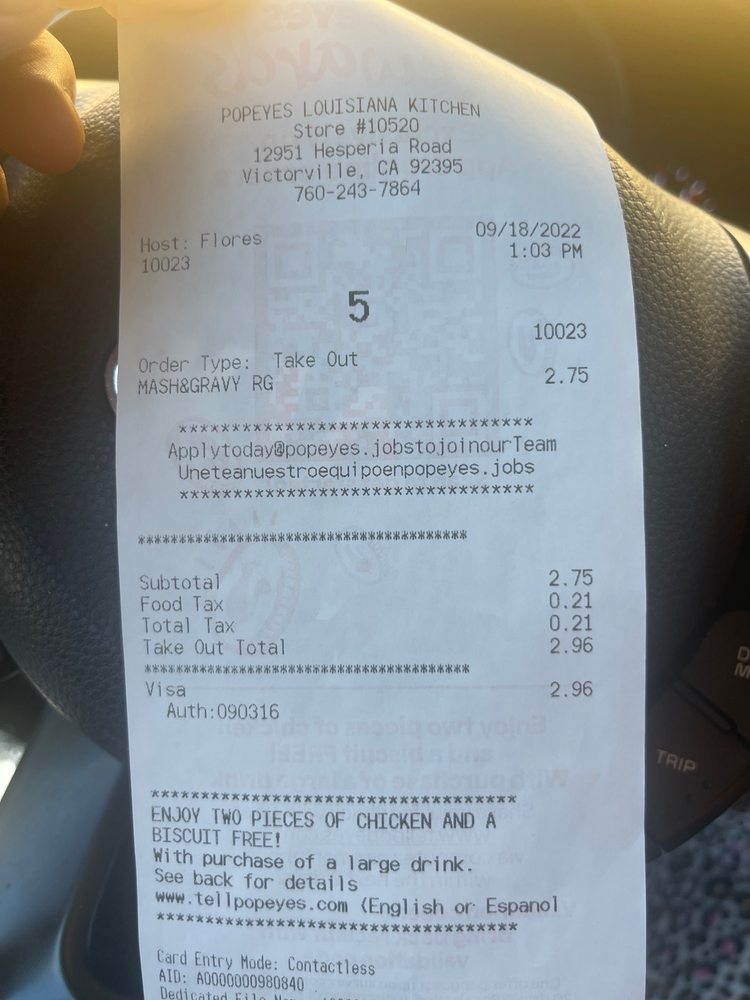 POPEYES LOUISIANA KITCHEN
Store #10520
12951 Hesperia Road
Victorville, CA 92395
760-243-7864
Host: Flores 09/18/2022
10023 1:03 PM
5
10023
Order Type: Take Out
MASH&GRAVY RG 2.75
**********************************
Applytoday@popeyes.jobstojoinourTeam
Uneteanuestroequipoenpopeyes.jobs
**********************************
****************************************
Subtotal 2.75
Food Tax 0.21
Total Tax 0.21
Take Out Total 2.96
****************************************
Visa 2.96
Auth:090316
***********************************
ENJOY TWO PIECES OF CHICKEN AND A
BISCUIT FREE!
With purchase of a large drink.
See back for details
www.tellpopeyes.com (English or Espanol
***********************************
Card Entry Mode: Contactless
AID: A0000000980840
Dedicated File
TRIP